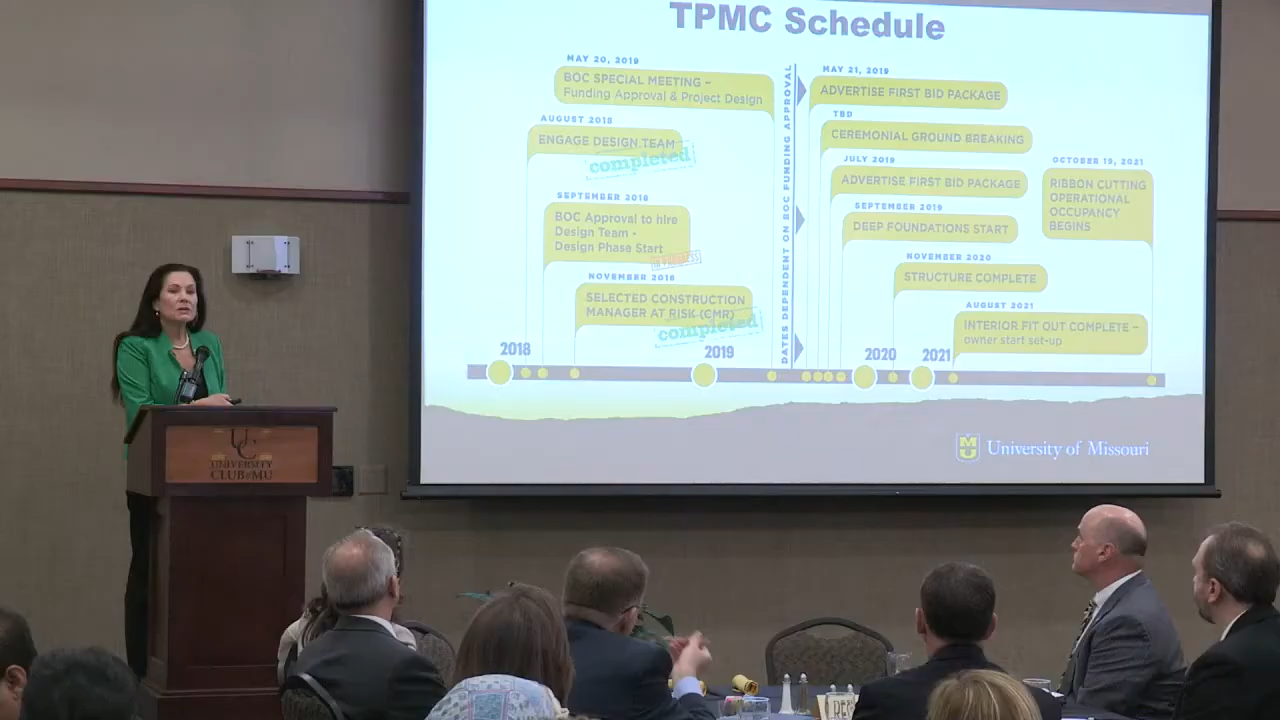 TPMC Schedule
MAY 20, 2019
BOC SPECIAL MEETING –
Funding Approval & Project Design
AUGUST 2018
ENGAGE DESIGN TEAM
completed
SEPTEMBER 2018
BOC Approval to hire
Design Team -
Design Phase Start
NOVEMBER 2018
SELECTED CONSTRUCTION
MANAGER AT RISK (CMR)
completed
DATES DEPENDENT ON BOC FUNDING APPROVAL
MAY 21, 2019
ADVERTISE FIRST BID PACKAGE
TBD
CEREMONIAL GROUND BREAKING
JULY 2019
ADVERTISE FIRST BID PACKAGE
SEPTEMBER 2019
DEEP FOUNDATIONS START
NOVEMBER 2020
STRUCTURE COMPLETE
AUGUST 2021
INTERIOR FIT OUT COMPLETE –
owner start set-up
OCTOBER 19, 2021
RIBBON CUTTING
OPERATIONAL
OCCUPANCY
BEGINS
2018
2019
2020
2021
MU
University of Missouri
UC
UNIVERSITY
CLUB of MU